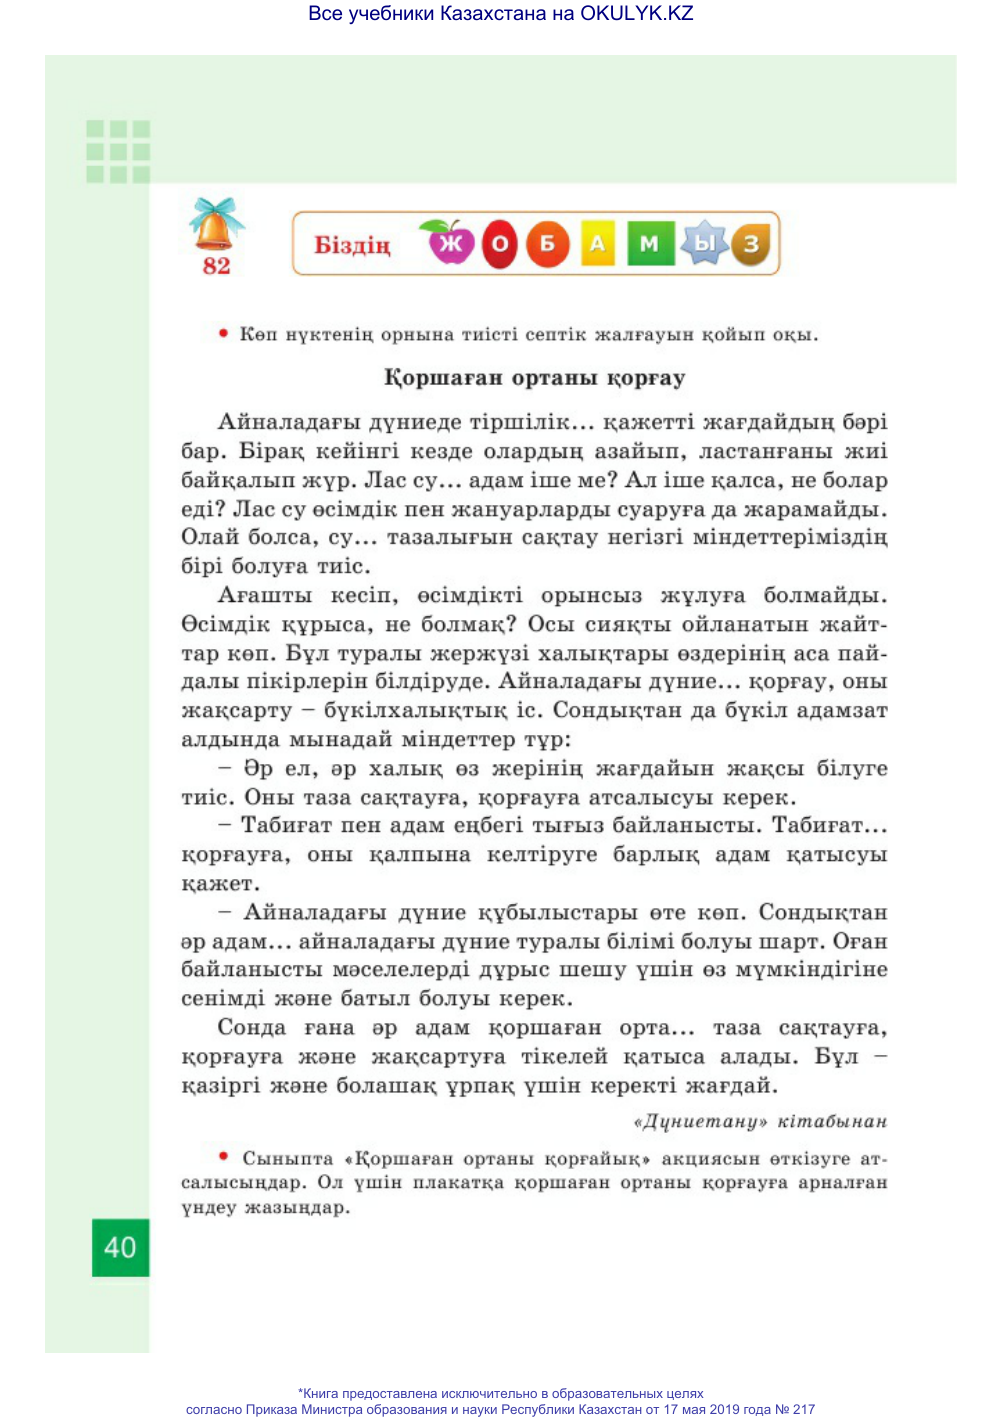 Все учебники Казахстана на OKULYK.KZ
82
Біздің ЖОБАМЫЗ
• Көп нүктенің орнына тиісті септік жалғауын қойып оқы.
Қоршаған ортаны қорғау
Айналадағы дүниеде тіршілік... қажетті жағдайдың бәрі
бар. Бірақ кейінгі кезде олардың азайып, ластанғаны жиі
байқалып жүр. Лас су... адам іше ме? Ал іше қалса, не болар
еді? Лас су өсімдік пен жануарларды суаруға да жарамайды.
Олай болса, су... тазалығын сақтау негізгі міндеттеріміздің
бірі болуға тиіс.
Ағашты кесіп, өсімдікті орынсыз жұлуға болмайды.
Өсімдік құрыса, не болмақ? Осы сияқты ойланатын жайт-
тар көп. Бұл туралы жержүзі халықтары өздерінің аса пай-
далы пікірлерін білдіруде. Айналадағы дүние... қорғау, оны
жақсарту – бүкілхалықтық іс. Сондықтан да бүкіл адамзат
алдында мынадай міндеттер тұр:
– Әр ел, әр халық өз жерінің жағдайын жақсы білуге
тиіс. Оны таза сақтауға, қорғауға атсалысуы керек.
– Табиғат пен адам еңбегі тығыз байланысты. Табиғат...
қорғауға, оны қалпына келтіруге барлық адам қатысуы
қажет.
– Айналадағы дүние құбылыстары өте көп. Сондықтан
әр адам... айналадағы дүние туралы білімі болуы шарт. Оған
байланысты мәселелерді дұрыс шешу үшін өз мүмкіндігіне
сенімді және батыл болуы керек.
Сонда ғана әр адам қоршаған орта... таза сақтауға,
қорғауға және жақсартуға тікелей қатыса алады. Бұл –
қазіргі және болашақ ұрпақ үшін керекті жағдай.
«Дүниетану» кітабынан
• Сыныпта «Қоршаған ортаны қорғайық» акциясын өткізуге ат-
салысыңдар. Ол үшін плакатқа қоршаған ортаны қорғауға арналған
үндеу жазыңдар.
40
*Книга предоставлена исключительно в образовательных целях
согласно Приказа Министра образования и науки Республики Казахстан от 17 мая 2019 года № 217